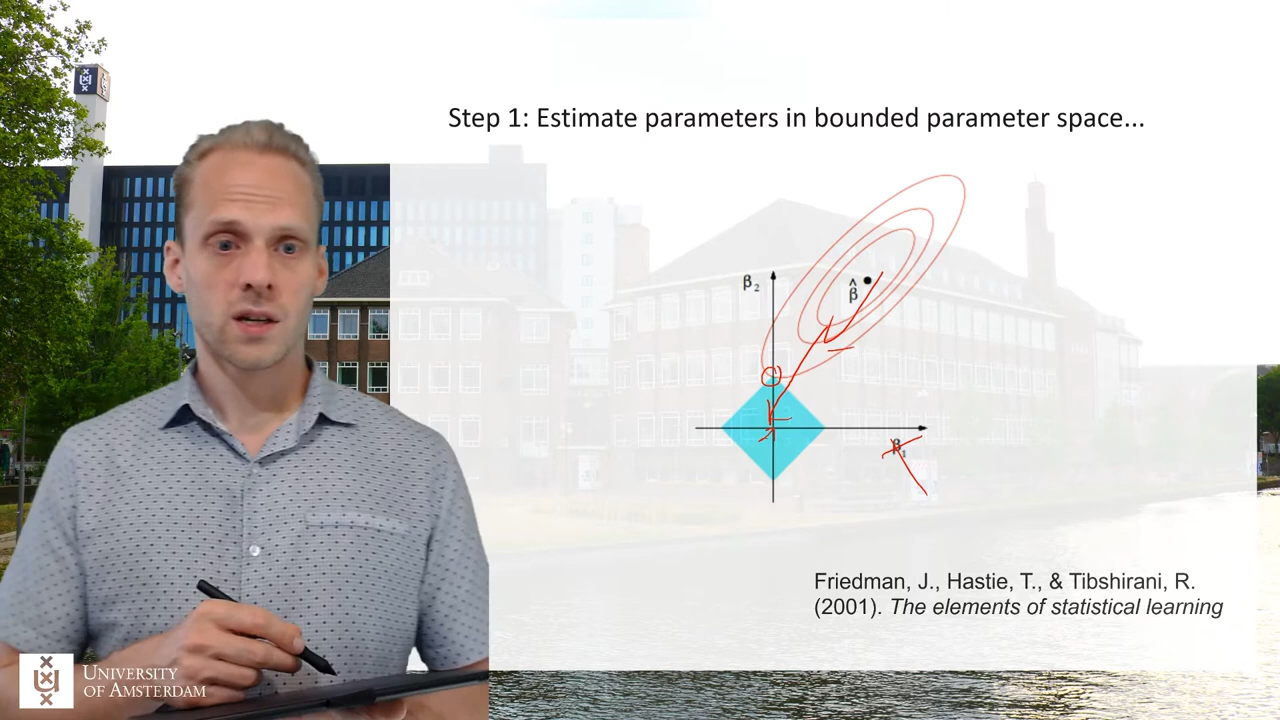 Step 1: Estimate parameters in bounded parameter space...
β₂
β̂
β₁
Friedman, J., Hastie, T., & Tibshirani, R.
(2001). The elements of statistical learning
UNIVERSITY
OF AMSTERDAM